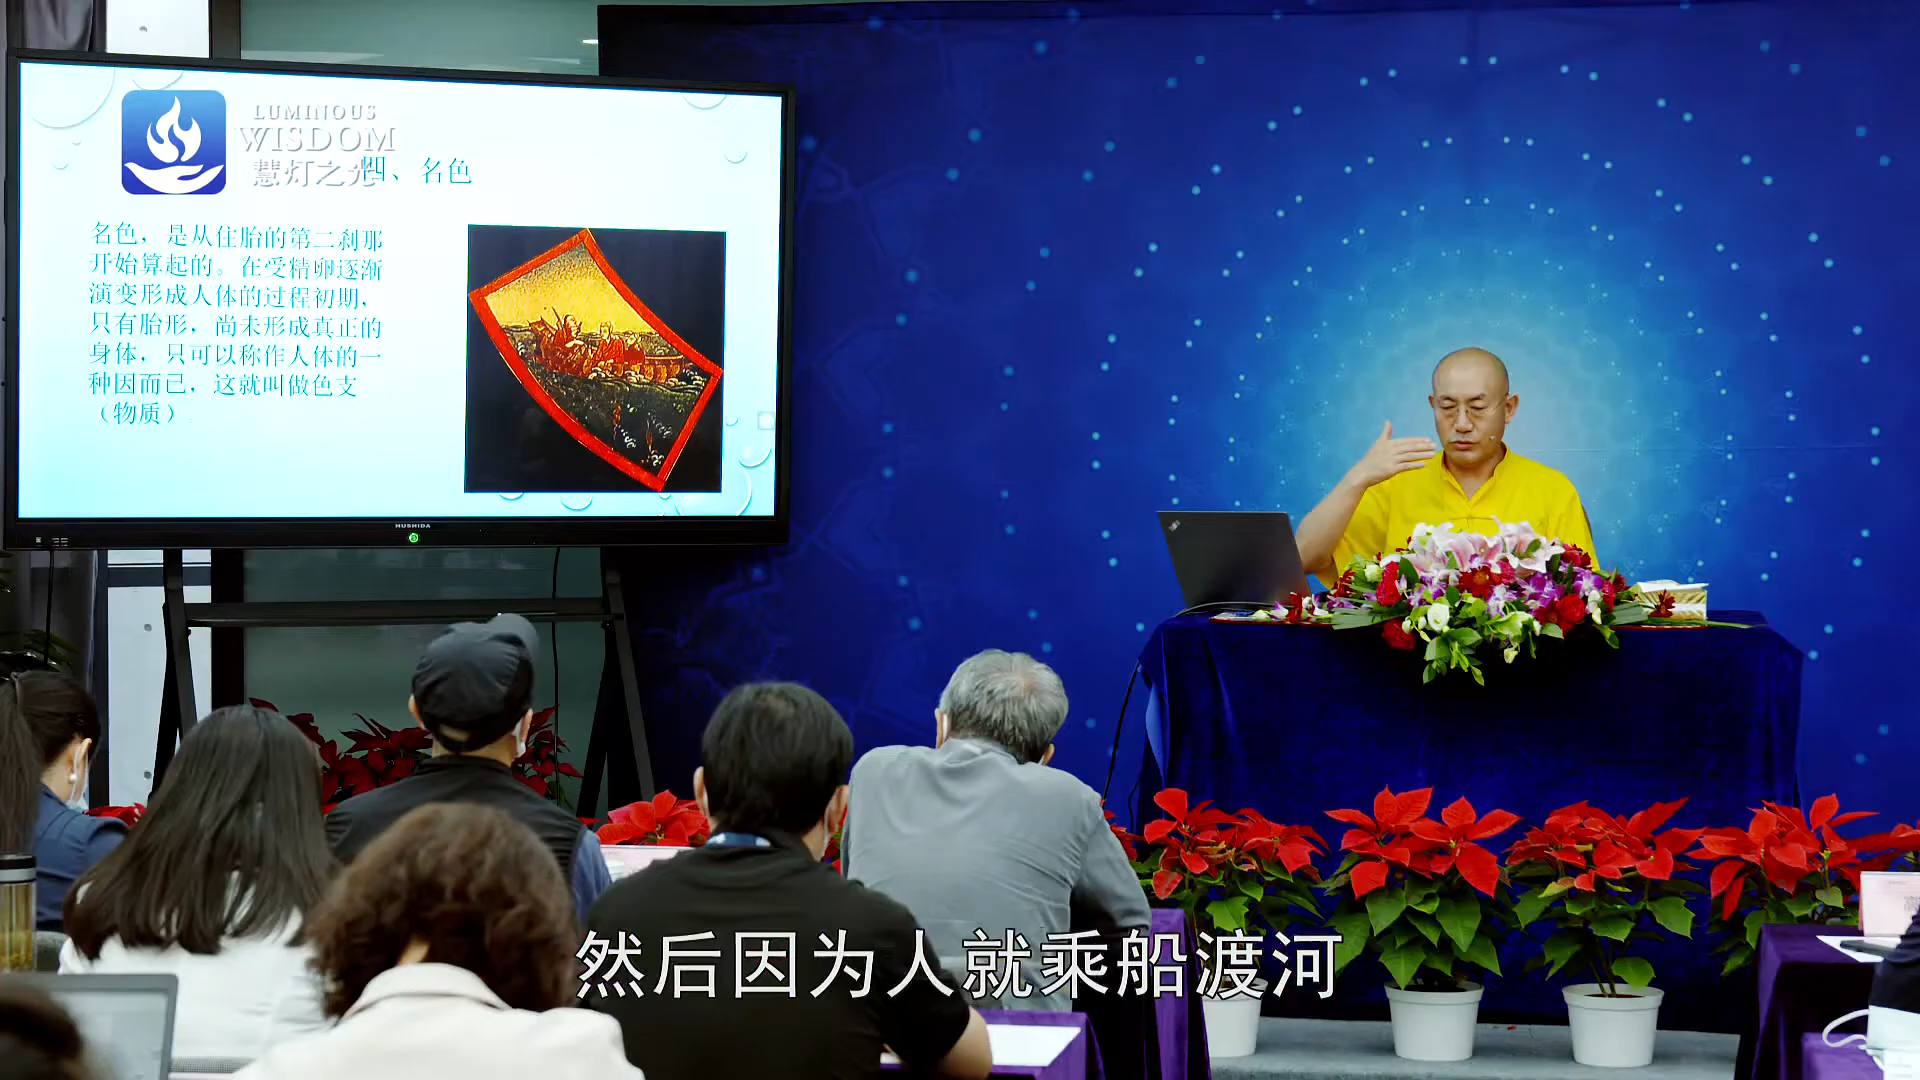 LUMINOUS
WISDOM
慧灯之光
四、名色
名色，是从住胎的第二刹那
开始算起的。在受精卵逐渐
演变形成人体的过程初期，
只有胎形，尚未形成真正的
身体，只可以称作人体的一
种因而已，这就叫做色支
（物质）
HUSHIDA
然后因为人就乘船渡河